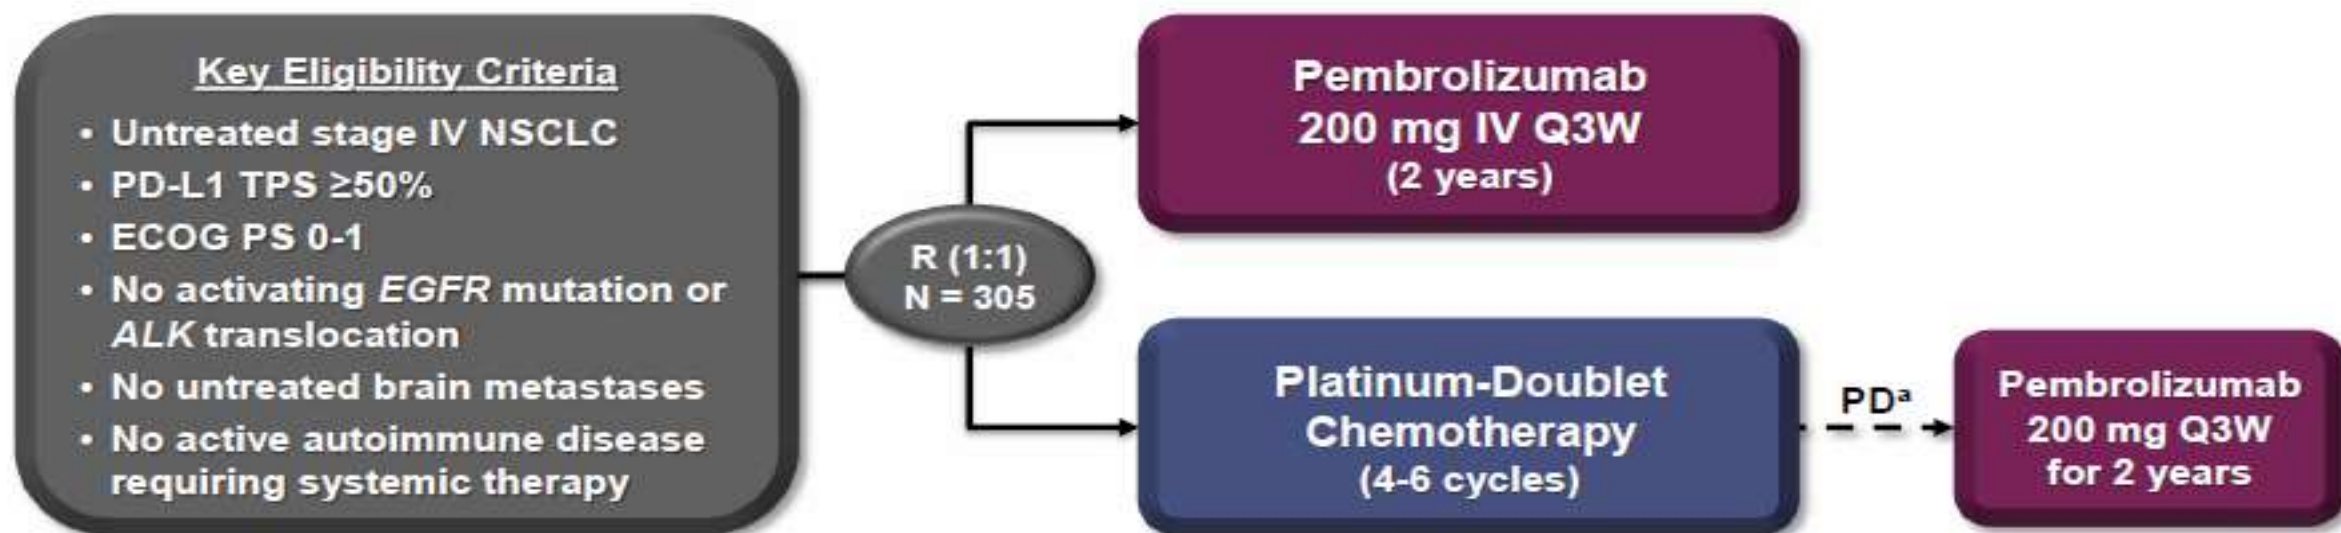 Key Eligibility Criteria
• Untreated stage IV NSCLC
• PD-L1 TPS ≥50%
• ECOG PS 0-1
• No activating EGFR mutation or
ALK translocation
• No untreated brain metastases
• No active autoimmune disease
requiring systemic therapy
R (1:1)
N = 305
Pembrolizumab
200 mg IV Q3W
(2 years)
Platinum-Doublet
Chemotherapy
(4-6 cycles)
PDᵃ
Pembrolizumab
200 mg Q3W
for 2 years